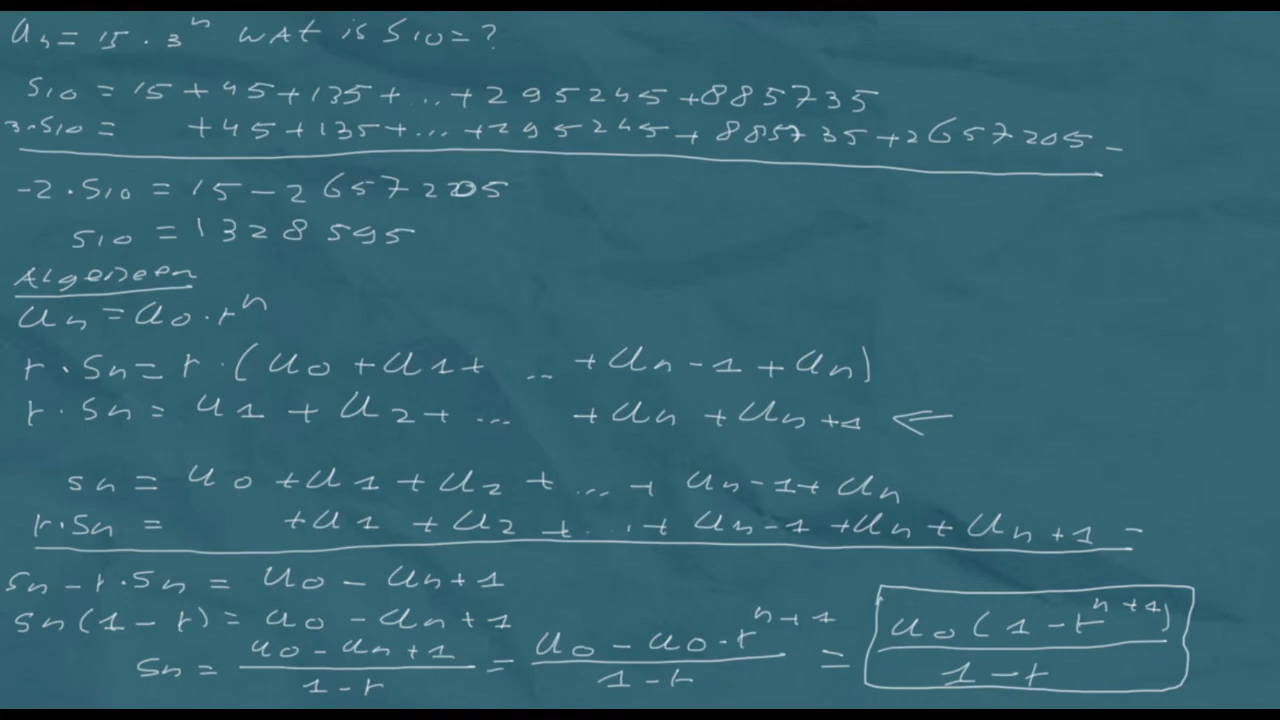 Un = 15 · 3^n WAt is S10 = ?
S10 = 15 + 45 + 135 + ... + 295245 + 885735
3·S10 = +45 + 135 + ... + 295245 + 885735 + 2657205 -
-2·S10 = 15 - 2657205
S10 = 1328595
Algemeen
Un = U0 · r^n
r · Sn = r · (U0 + U1 + .. + Un-1 + Un)
r · Sn = U1 + U2 + ... + Un + Un+1 <=
Sn = U0 + U1 + U2 + ... + Un-1 + Un
r·Sn = +U1 + U2 + ... + Un-1 + Un + Un+1 -
Sn - r·Sn = U0 - Un+1
Sn(1-r) = U0 - Un+1
Sn = (U0 - Un+1)/(1-r) = (U0 - U0·r^n+1)/(1-r) = U0(1-r^n+1)/(1-r)